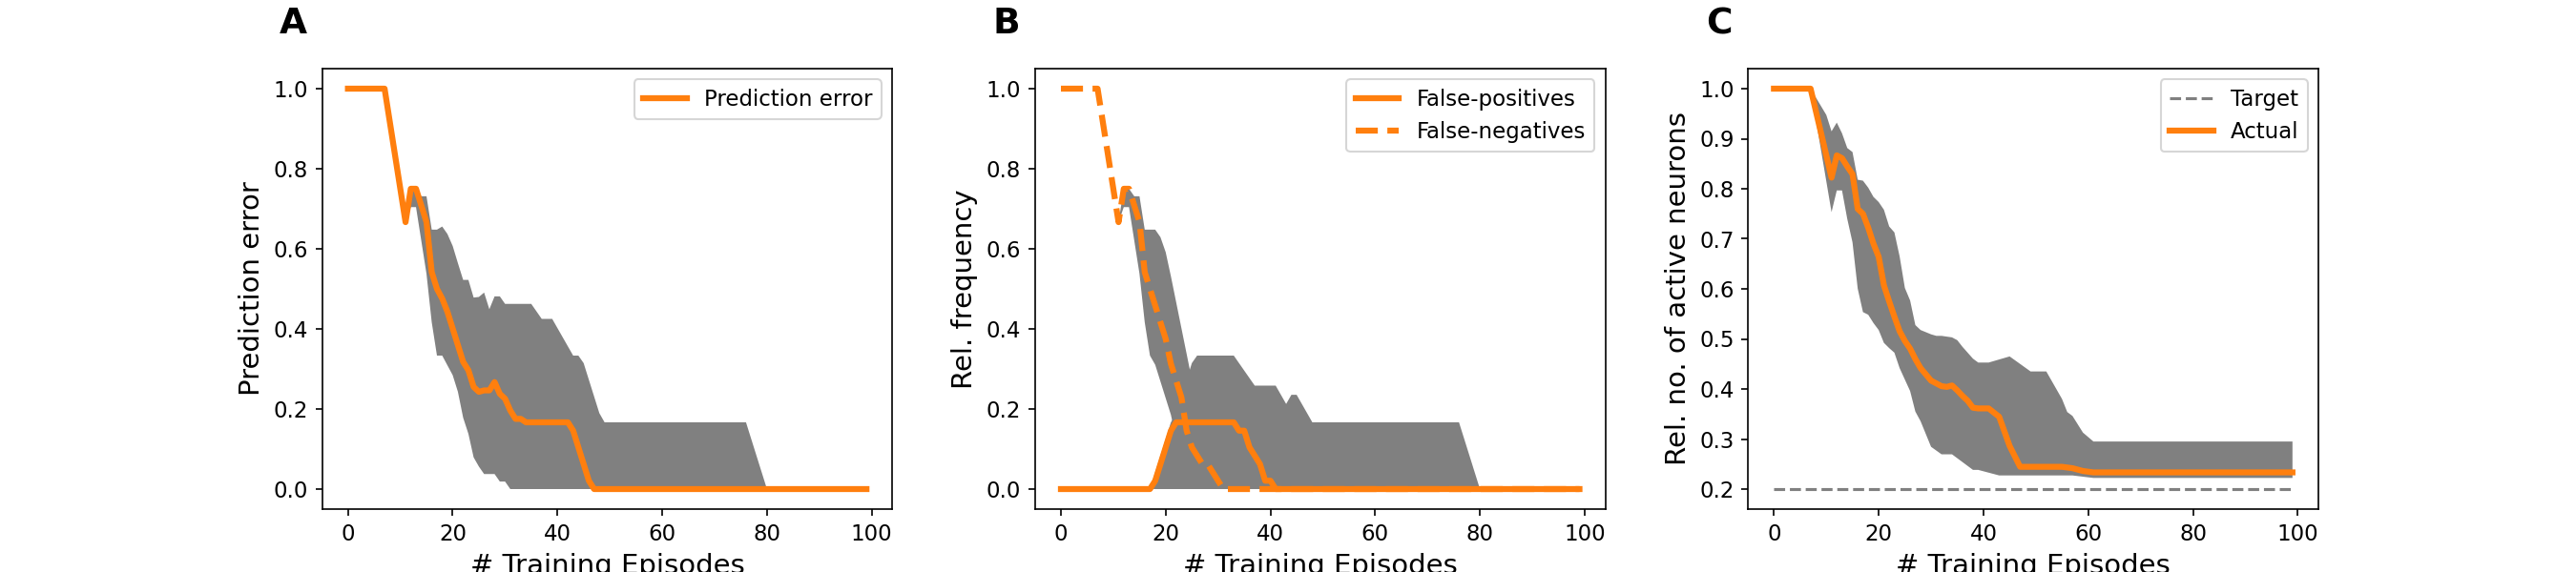 A
Prediction error
1.0
0.8
0.6
0.4
0.2
0.0
Prediction error
0
20
40
60
80
100
# Training Episodes
B
False-positives
False-negatives
1.0
0.8
0.6
0.4
0.2
0.0
Rel. frequency
0
20
40
60
80
100
# Training Episodes
C
Target
Actual
1.0
0.9
0.8
0.7
0.6
0.5
0.4
0.3
0.2
Rel. no. of active neurons
0
20
40
60
80
100
# Training Episodes